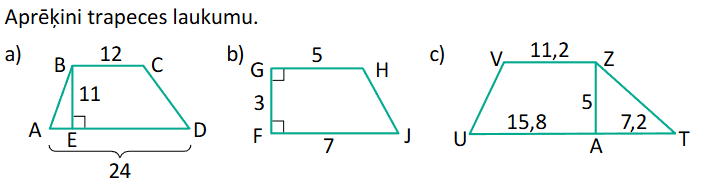 Aprēķini trapeces laukumu.
a) B 12 C 11 A E D 24
b) G 5 H 3 F 7 J
c) V 11,2 Z 5 15,8 7,2 U A T